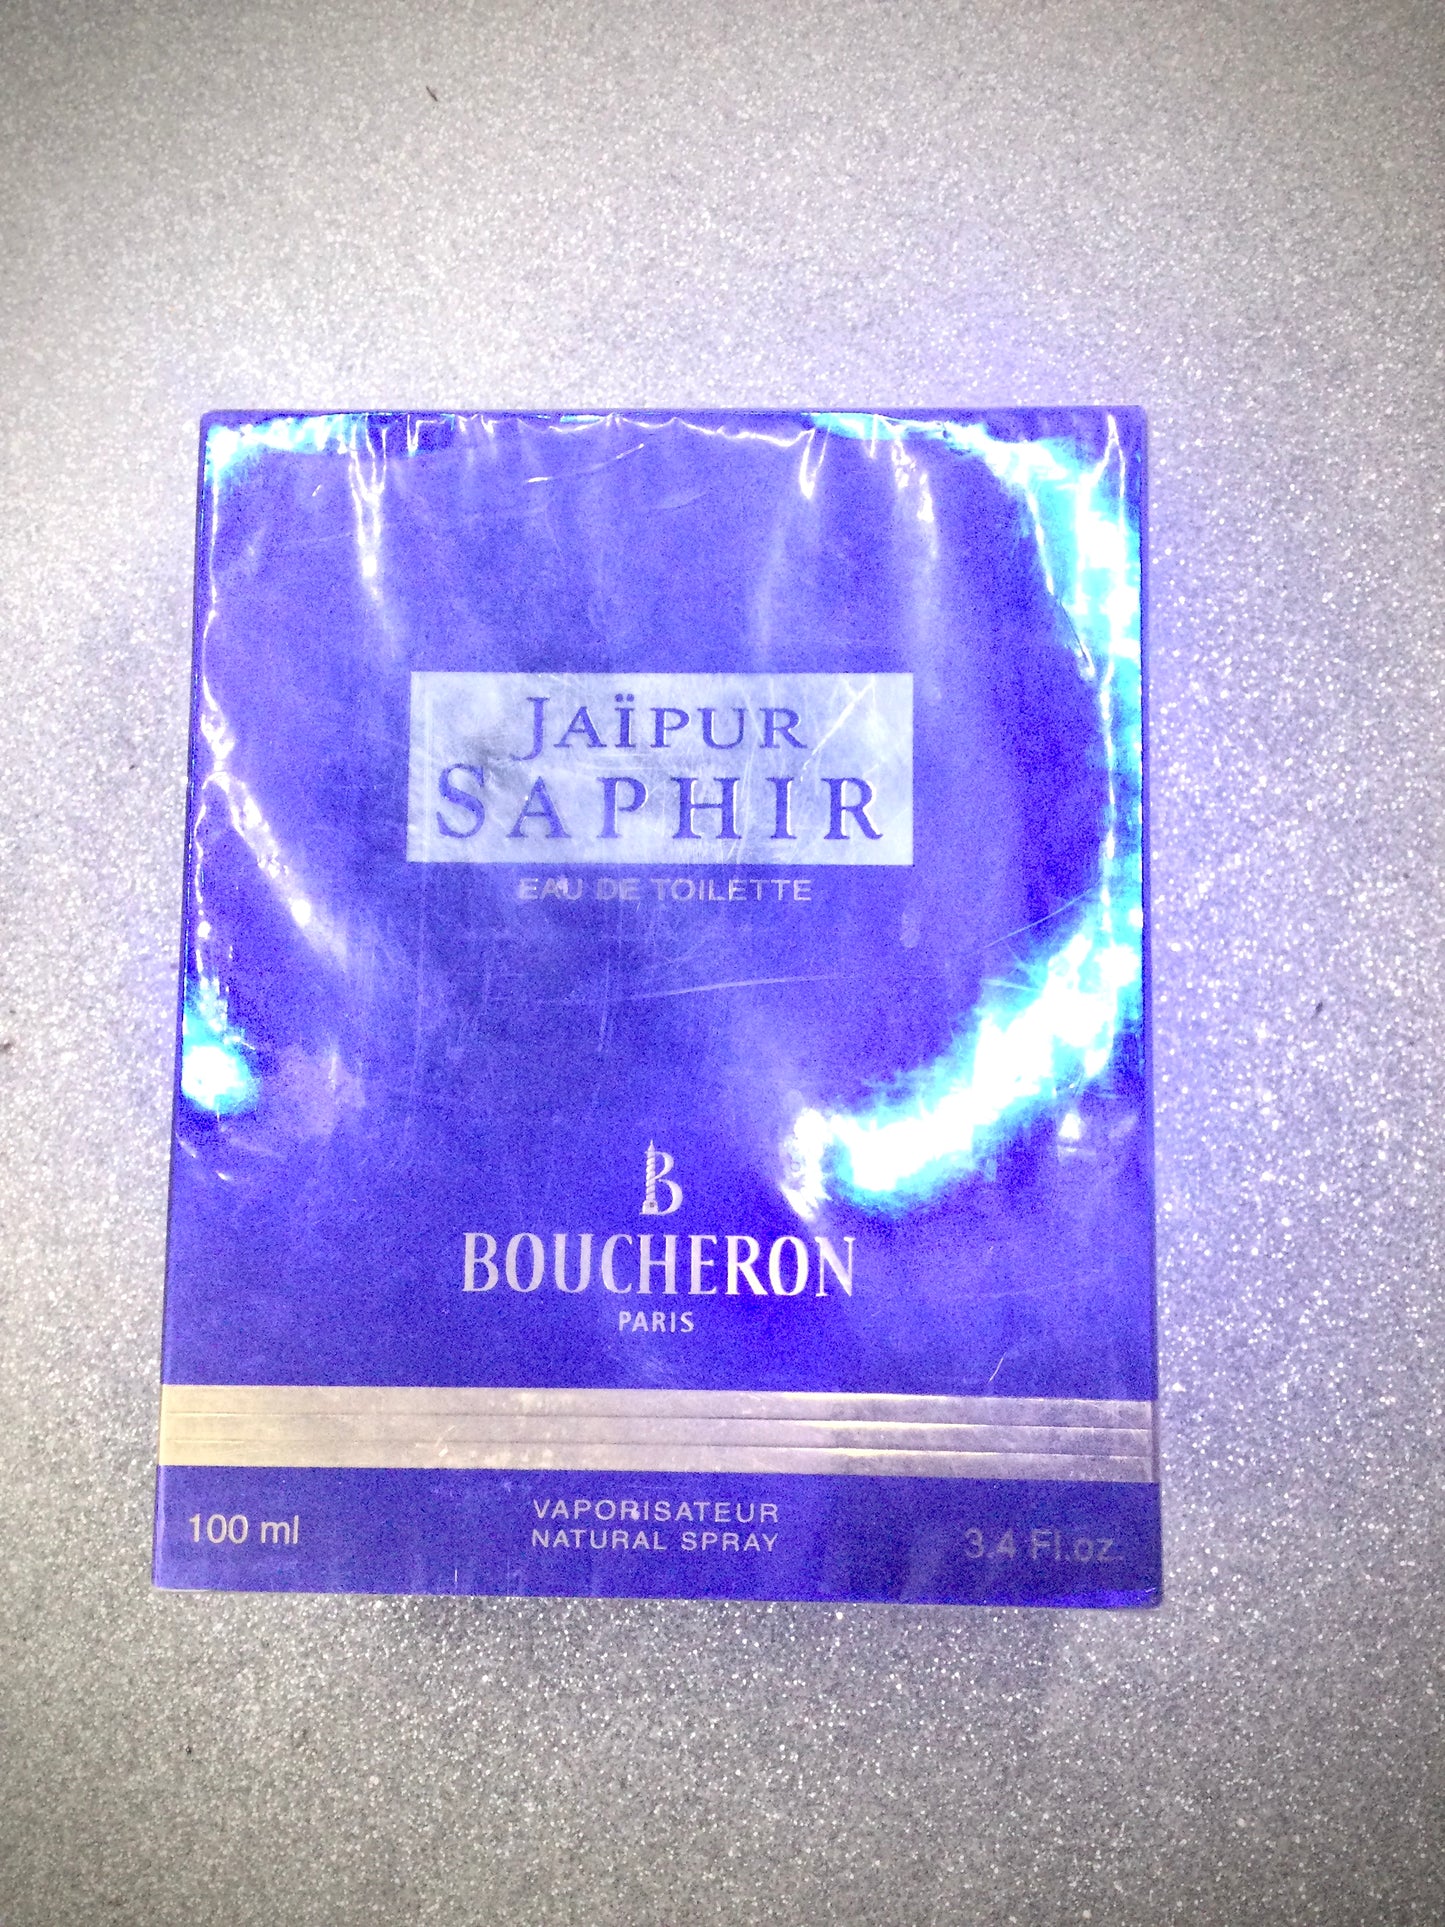 JAÏPUR
SAPHIR
EAU DE TOILETTE
B
BOUCHERON
PARIS
100 ml
VAPORISATEUR
NATURAL SPRAY
3.4 Fl.oz.